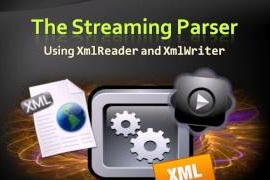 The Streaming Parser
Using XmlReader and XmlWriter
XML
XML